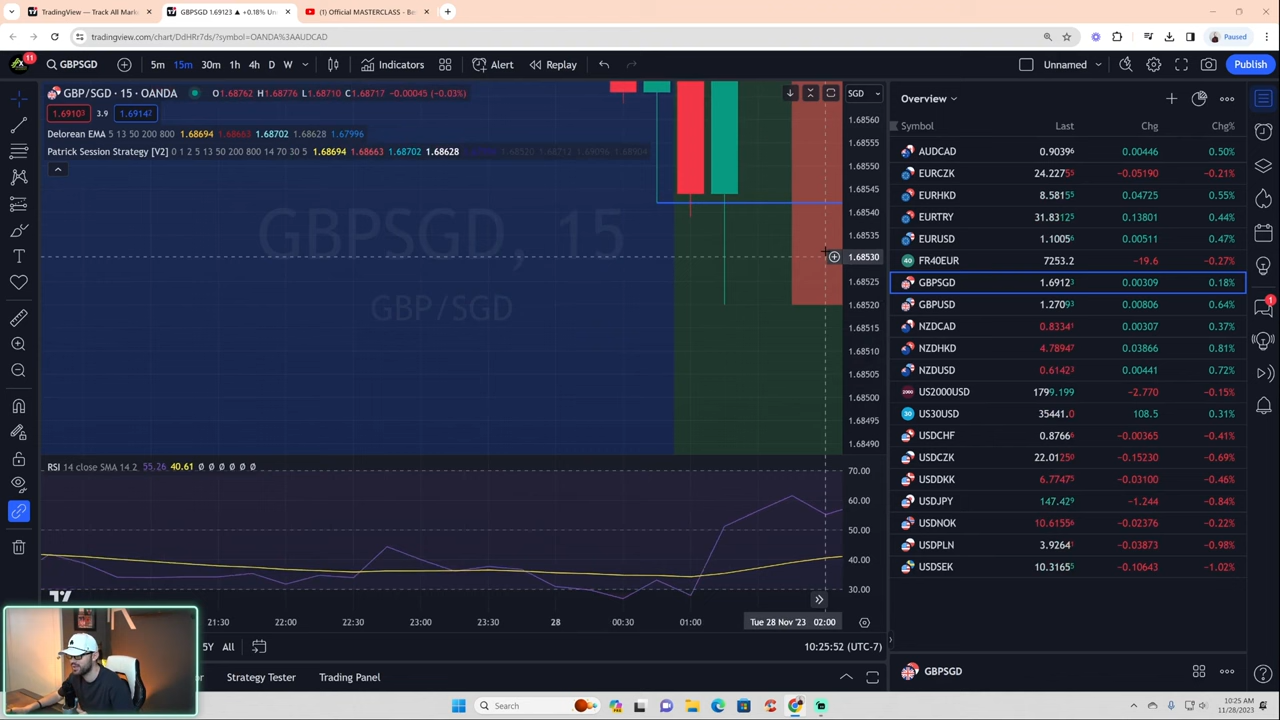 TradingView — Track All Mark
GBPSGD 1.69123 ▲ +0.18% Un
(1) Official MASTERCLASS - Be
tradingview.com/chart/DdHRr7ds/?symbol=OANDA%3AAUDCAD
Paused
11
GBPSGD
5m 15m 30m 1h 4h D W
Indicators
Alert
Replay
Unnamed
Publish
GBP/SGD · 15 · OANDA
O1.68762 H1.68776 L1.68710 C1.68717 -0.00045 (-0.03%)
SGD
1.69103
3.9
1.69142
Delorean EMA 5 13 50 200 800 1.68694 1.68663 1.68702 1.68628 1.67996
Patrick Session Strategy [V2] 0 1 2 5 13 50 200 800 14 70 30 5 1.68694 1.68663 1.68702 1.68628
GBPSGD, 15
GBP/SGD
1.68560
1.68555
1.68550
1.68545
1.68540
1.68535
1.68530
1.68525
1.68520
1.68515
1.68510
1.68505
1.68500
1.68495
1.68490
RSI 14 close SMA 14 2 55.26 40.61 Ø Ø Ø Ø Ø Ø
70.00
60.00
50.00
40.00
30.00
21:30 22:00 22:30 23:00 23:30 28 00:30 01:00 Tue 28 Nov '23 02:00
5Y All
10:25:52 (UTC-7)
Strategy Tester
Trading Panel
Overview
Symbol Last Chg Chg%
AUDCAD 0.90396 0.00446 0.50%
EURCZK 24.2275 -0.05190 -0.21%
EURHKD 8.58155 0.04725 0.55%
EURTRY 31.83125 0.13801 0.44%
EURUSD 1.10056 0.00511 0.47%
FR40EUR 7253.2 -19.6 -0.27%
GBPSGD 1.69123 0.00309 0.18%
GBPUSD 1.27093 0.00806 0.64%
NZDCAD 0.83341 0.00307 0.37%
NZDHKD 4.78947 0.03866 0.81%
NZDUSD 0.61423 0.00441 0.72%
US2000USD 1799.199 -2.770 -0.15%
US30USD 35441.0 108.5 0.31%
USDCHF 0.87666 -0.00365 -0.41%
USDCZK 22.01250 -0.15230 -0.69%
USDDKK 6.77475 -0.03100 -0.46%
USDJPY 147.429 -1.244 -0.84%
USDNOK 10.61556 -0.02376 -0.22%
USDPLN 3.92641 -0.03873 -0.98%
USDSEK 10.31655 -0.10643 -1.02%
GBPSGD
1
Search
10:25 AM
11/28/2023